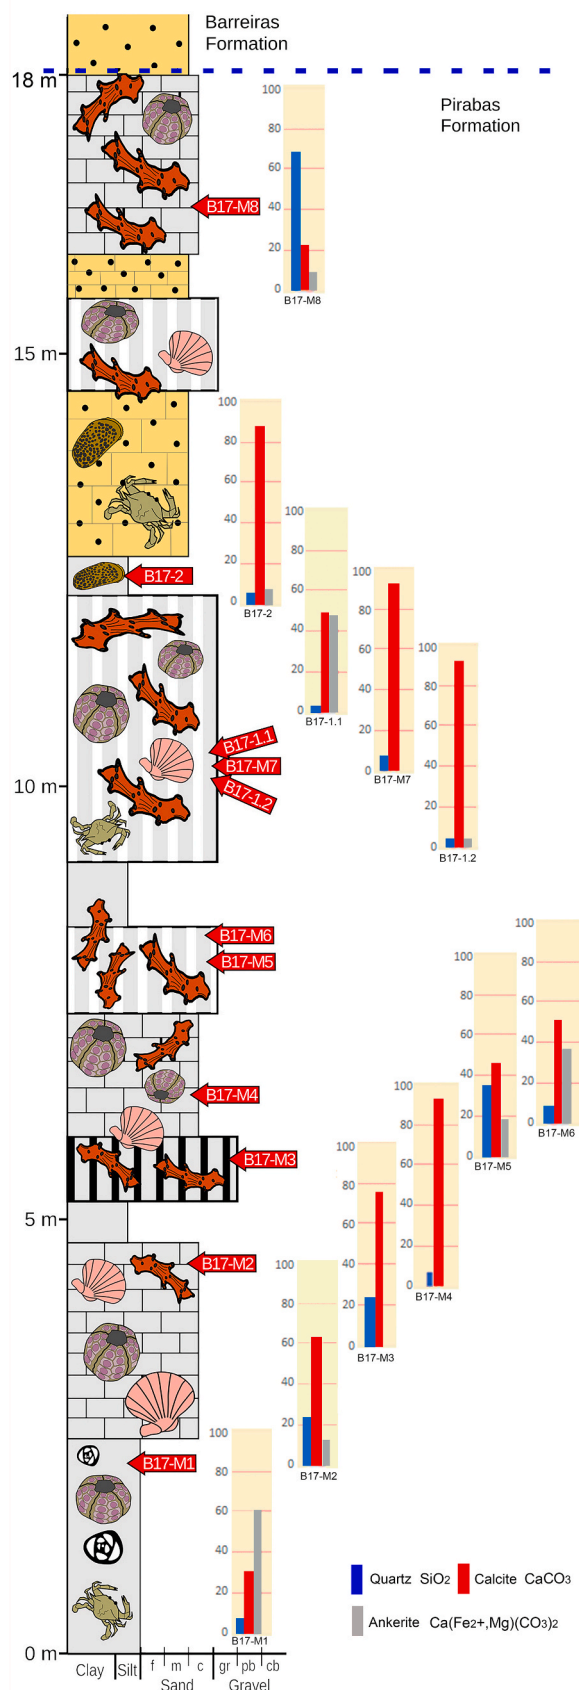 Barreiras
Formation
18 m
Pirabas
Formation
100
80
60
40
20
0
B17-M8
B17-M8
15 m
100
80
60
40
20
0
B17-2
B17-2
100
80
60
40
20
0
B17-1.1
100
80
60
40
20
0
B17-M7
100
80
60
40
20
0
B17-1.2
B17-1.1
B17-M7
B17-1.2
10 m
B17-M6
B17-M5
100
80
60
40
20
0
B17-M6
100
80
60
40
20
0
B17-M5
B17-M4
100
80
60
40
20
0
B17-M4
B17-M3
100
80
60
40
20
0
B17-M3
5 m
B17-M2
100
80
60
40
20
0
B17-M2
B17-M1
100
80
60
40
20
0
B17-M1
Quartz SiO2 Calcite CaCO3
Ankerite Ca(Fe2+,Mg)(CO3)2
0 m
Clay Silt f m c gr pb cb
Sand Gravel